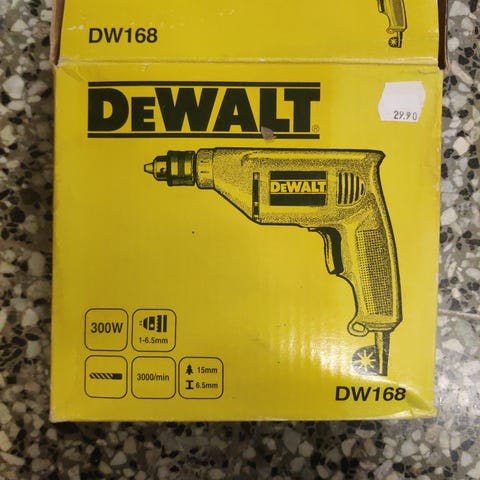 DW168
DEWALT®
29.90
DEWALT
300W
1-6.5mm
3000/min
15mm
6.5mm
DW168